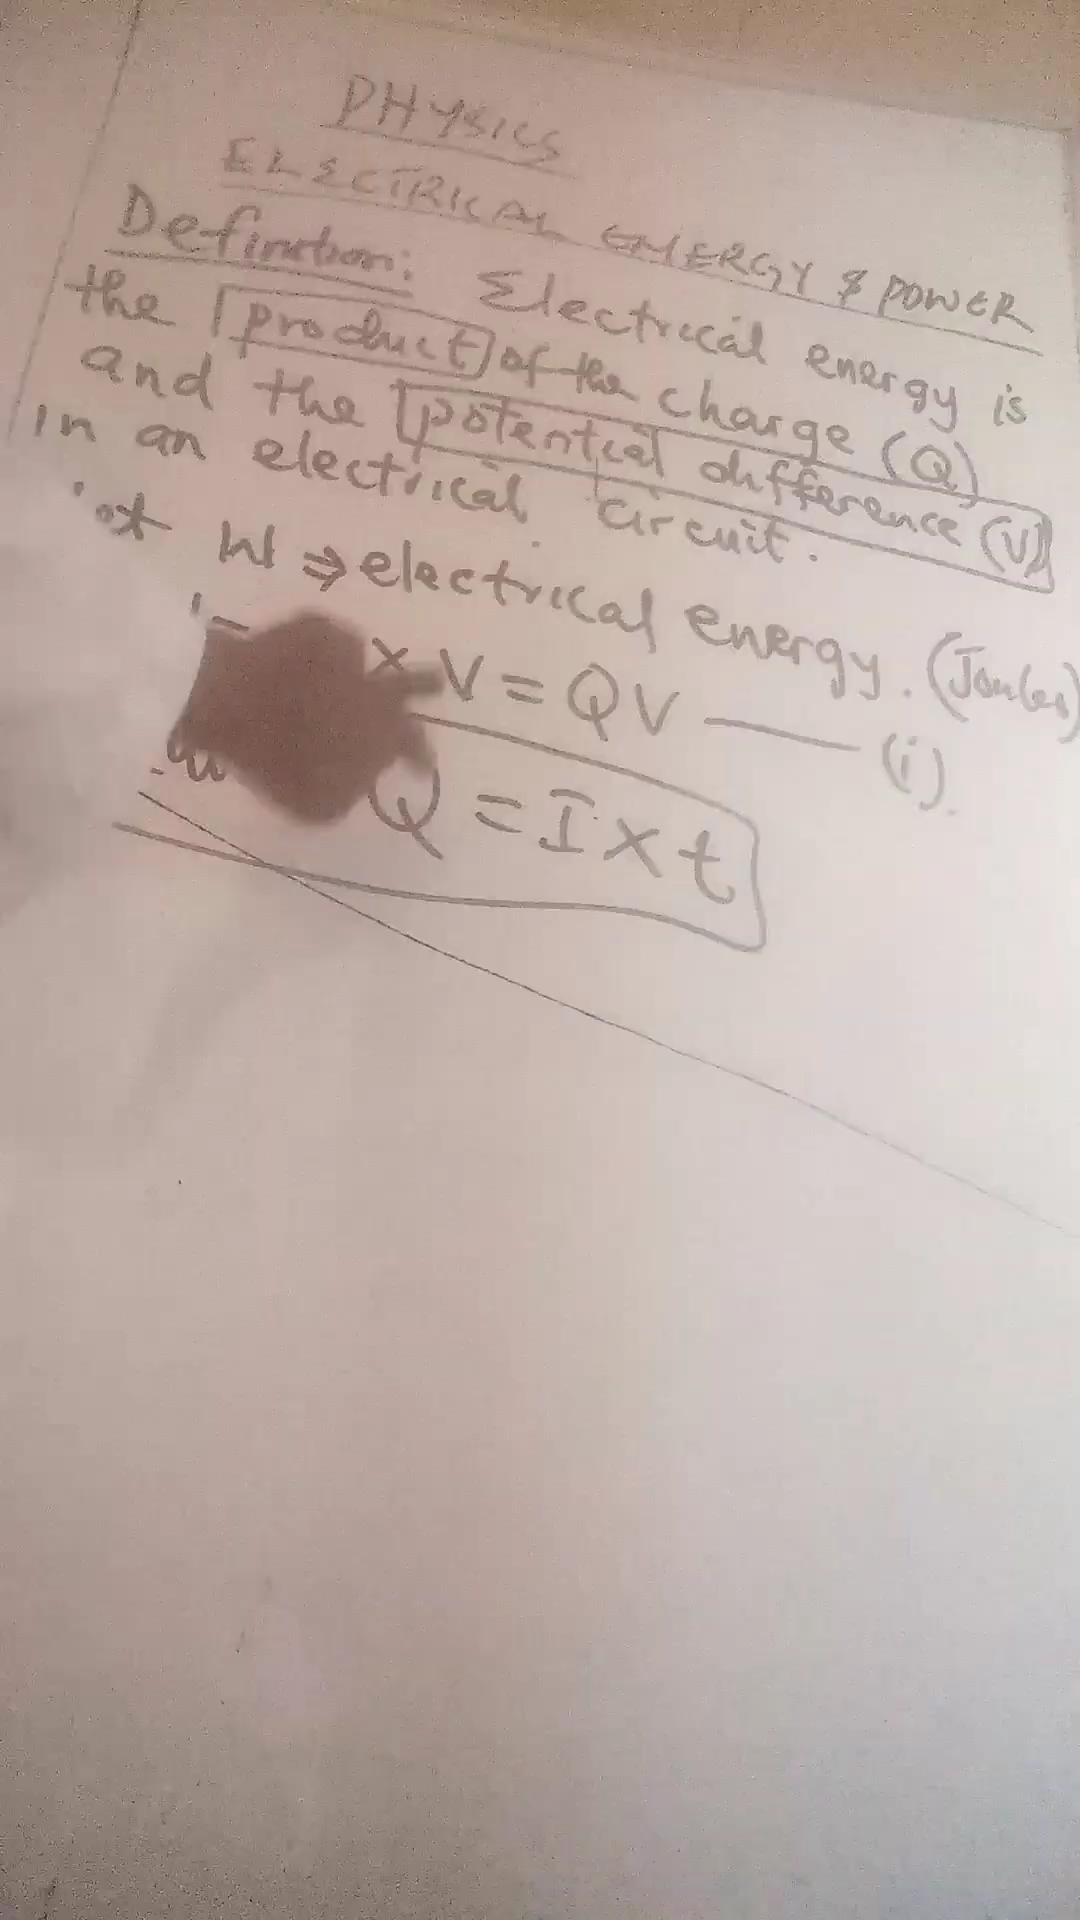 PHYSICS
ELECTRICAL ENERGY & POWER
Definition: Electrical energy is
the product of the charge (Q)
and the potential difference (V)
in an electrical circuit.
W ⇒ electrical energy. (Joules)
× V = QV — (i).
Q = I × t